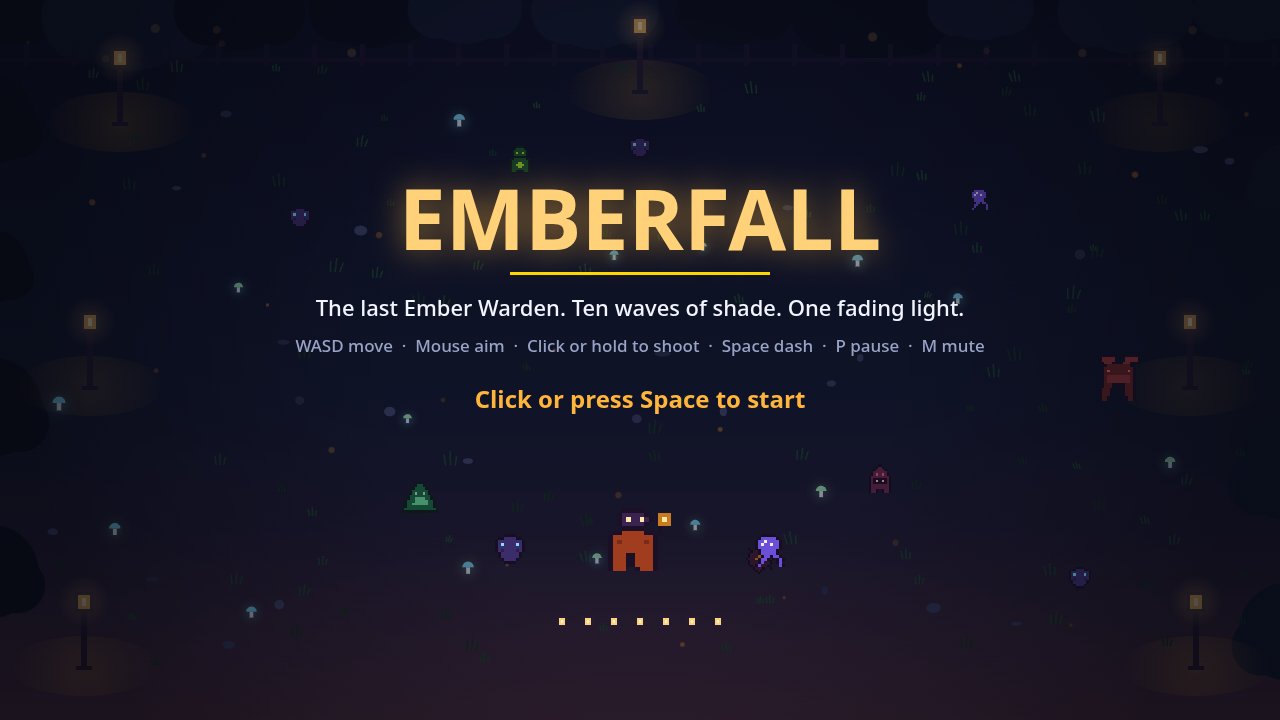 EMBERFALL
The last Ember Warden. Ten waves of shade. One fading light.
WASD move · Mouse aim · Click or hold to shoot · Space dash · P pause · M mute
Click or press Space to start